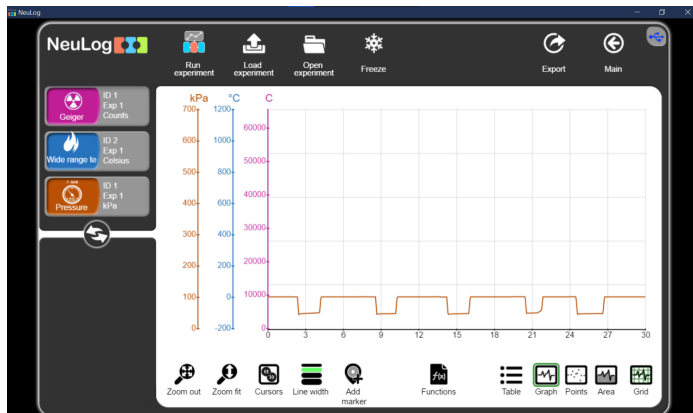 NeuLog
NeuLog
Run experiment
Load experiment
Open experiment
Freeze
Export
Main
Geiger
ID 1
Exp 1
Counts
Wide range te
ID 2
Exp 1
Celsius
Pressure
ID 1
Exp 1
kPa
kPa °C C
700 1200
60000
600 1000
50000
500 800
40000
400 600
30000
300 400
200 200 20000
100 0 10000
0 -200 0
0 3 6 9 12 15 18 21 24 27 30
Zoom out
Zoom fit
Cursors
Line width
Add marker
f(x)
Functions
Table
Graph
Points
Area
Grid